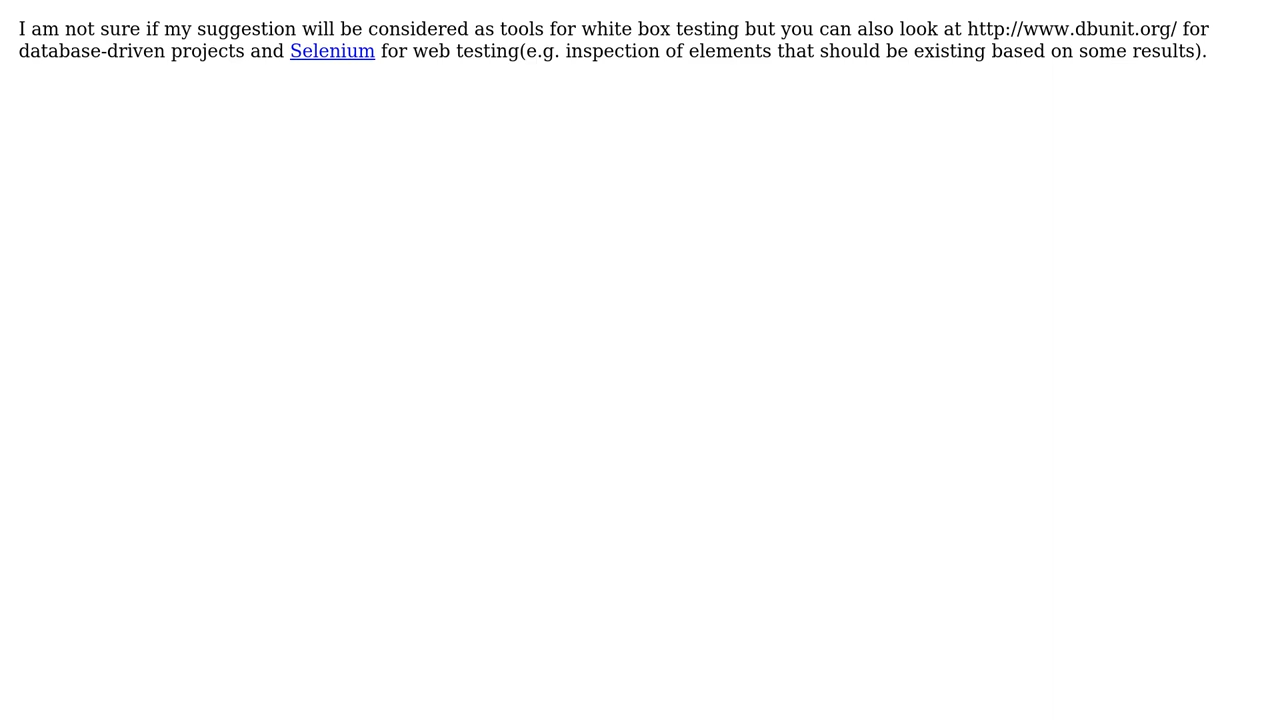 I am not sure if my suggestion will be considered as tools for white box testing but you can also look at http://www.dbunit.org/ for
database-driven projects and Selenium for web testing(e.g. inspection of elements that should be existing based on some results).